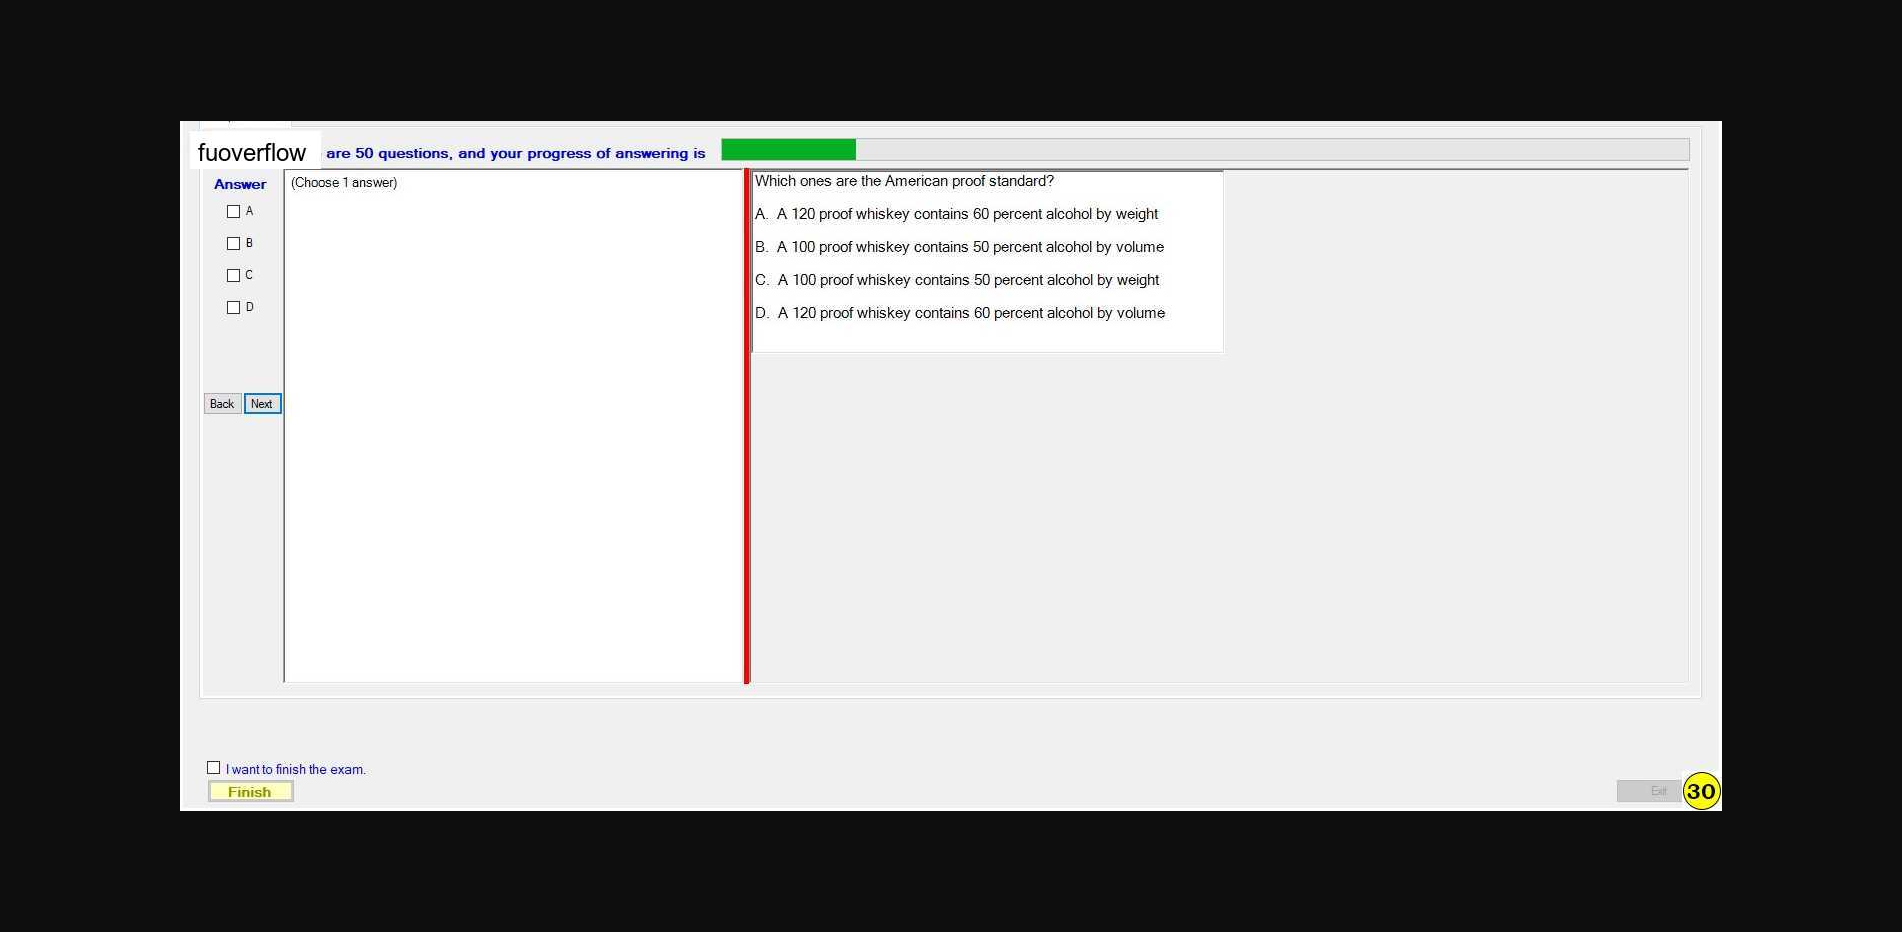 fuoverflow are 50 questions, and your progress of answering is
Answer
A
B
C
D
Back Next
(Choose 1 answer)
Which ones are the American proof standard?
A. A 120 proof whiskey contains 60 percent alcohol by weight
B. A 100 proof whiskey contains 50 percent alcohol by volume
C. A 100 proof whiskey contains 50 percent alcohol by weight
D. A 120 proof whiskey contains 60 percent alcohol by volume
I want to finish the exam.
Finish
Exit 30